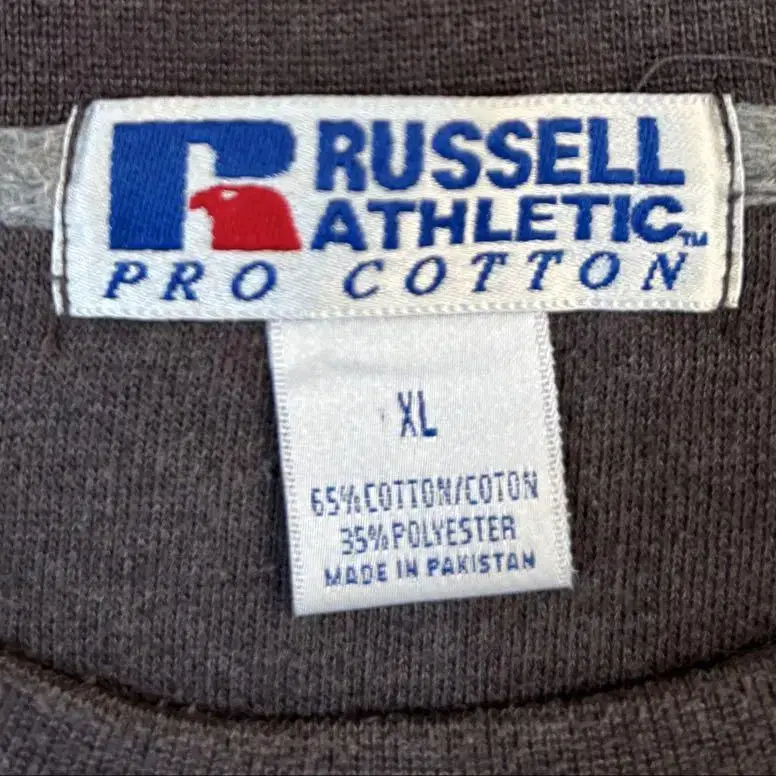 RUSSELL
ATHLETIC™
PRO COTTON
XL
65% COTTON/COTON
35% POLYESTER
MADE IN PAKISTAN